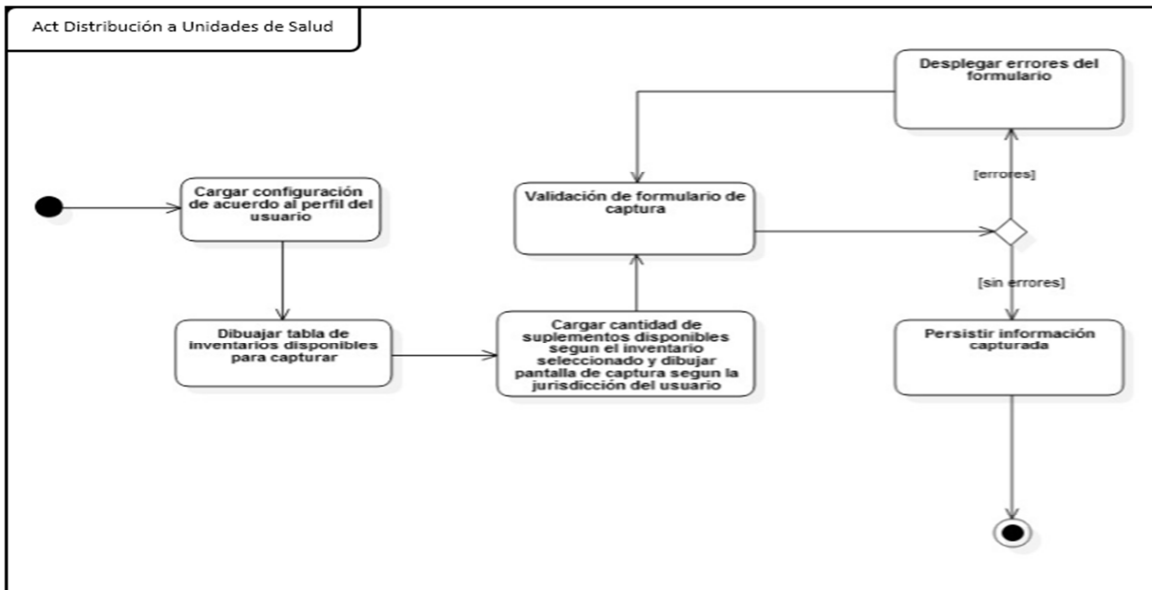 Act Distribución a Unidades de Salud
Desplegar errores del
formulario
[errores]
Cargar configuración
de acuerdo al perfil del
usuario
Validación de formulario de
captura
[sin errores]
Dibuajar tabla de
inventarios disponibles
para capturar
Cargar cantidad de
suplementos disponibles
segun el inventario
seleccionado y dibujar
pantalla de captura segun la
jurisdicción del usuario
Persistir información
capturada